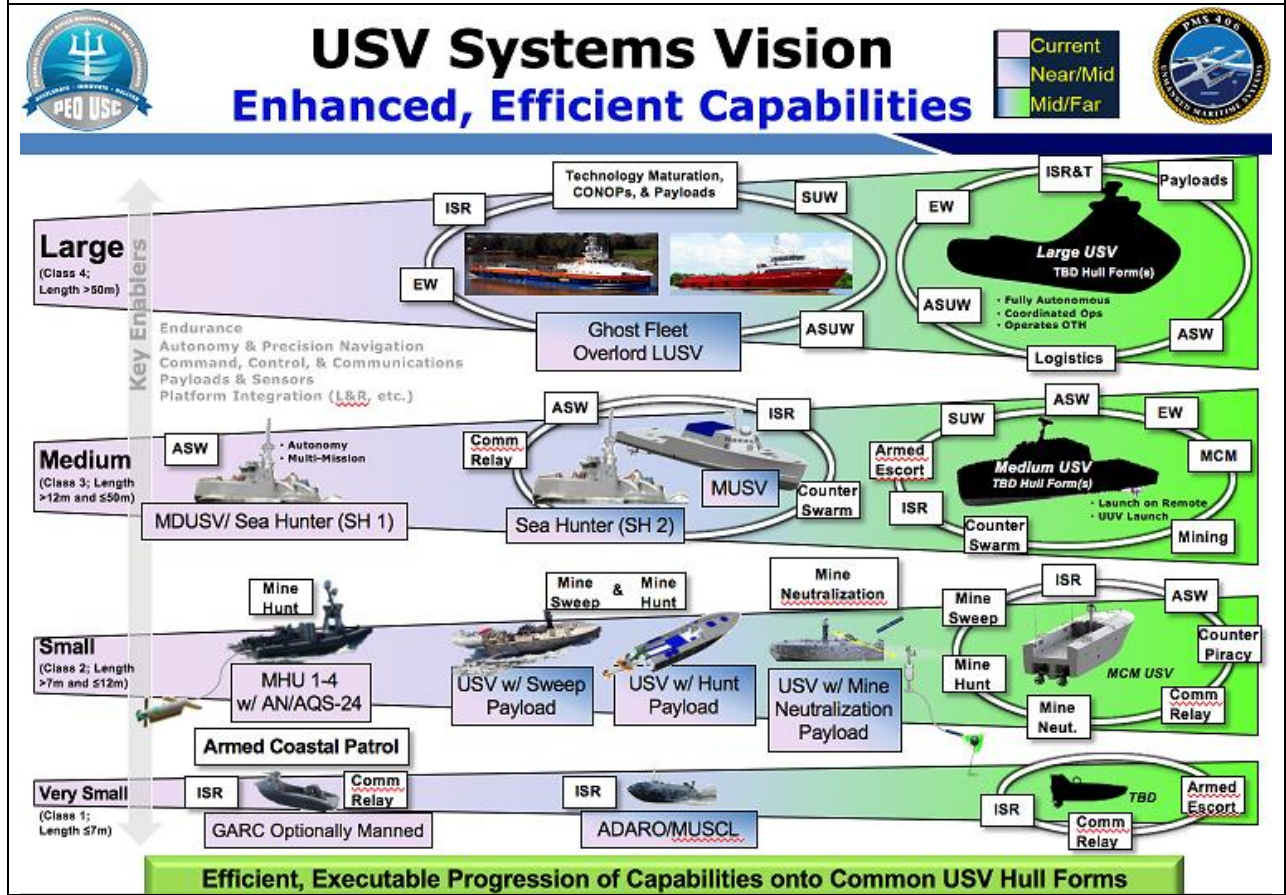 USV Systems Vision
Enhanced, Efficient Capabilities
PEO USC
Current
Near/Mid
Mid/Far
PMS 406
UNMANNED MARITIME SYSTEMS
Key Enablers
Endurance
Autonomy & Precision Navigation
Command, Control, & Communications
Payloads & Sensors
Platform Integration (L&R, etc.)
Large
(Class 4;
Length >50m)
ISR
Technology Maturation,
CONOPs, & Payloads
SUW
EW
ASUW
Ghost Fleet
Overlord LUSV
ISR&T
Payloads
EW
Large USV
TBD Hull Form(s)
• Fully Autonomous
• Coordinated Ops
• Operates OTH
ASUW
ASW
Logistics
Medium
(Class 3; Length
>12m and ≤50m)
ASW
• Autonomy
• Multi-Mission
MDUSV/ Sea Hunter (SH 1)
ASW
ISR
Comm
Relay
MUSV
Counter
Swarm
Sea Hunter (SH 2)
ASW
SUW
EW
Armed
Escort
MCM
Medium USV
TBD Hull Form(s)
• Launch on Remote
• UUV Launch
ISR
Counter
Swarm
Mining
Small
(Class 2; Length
>7m and ≤12m)
Mine
Hunt
MHU 1-4
w/ AN/AQS-24
Mine
Sweep
&
Mine
Hunt
USV w/ Sweep
Payload
USV w/ Hunt
Payload
Mine
Neutralization
USV w/ Mine
Neutralization
Payload
ISR
Mine
Sweep
ASW
Counter
Piracy
MCM USV
Mine
Hunt
Mine
Neut.
Comm
Relay
Very Small
(Class 1;
Length ≤7m)
Armed Coastal Patrol
ISR
Comm
Relay
GARC Optionally Manned
ISR
ADARO/MUSCL
TBD
Armed
Escort
ISR
Comm
Relay
Efficient, Executable Progression of Capabilities onto Common USV Hull Forms